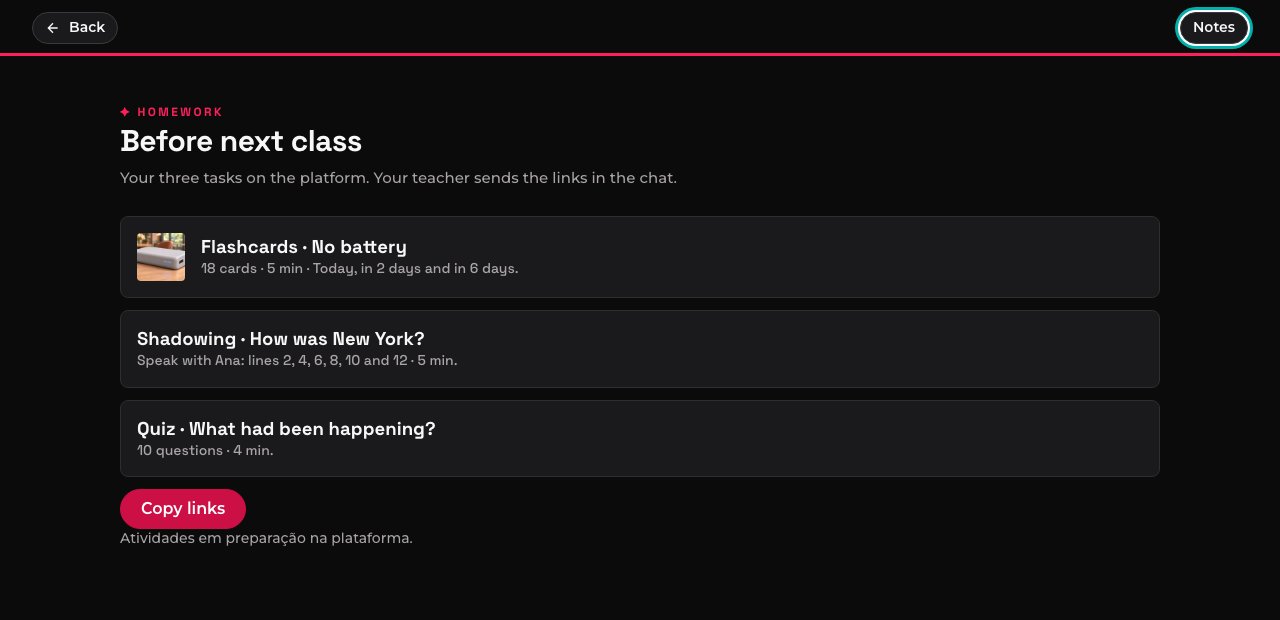 Back
Notes
HOMEWORK
Before next class
Your three tasks on the platform. Your teacher sends the links in the chat.
Flashcards · No battery
18 cards · 5 min · Today, in 2 days and in 6 days.
Shadowing · How was New York?
Speak with Ana: lines 2, 4, 6, 8, 10 and 12 · 5 min.
Quiz · What had been happening?
10 questions · 4 min.
Copy links
Atividades em preparação na plataforma.